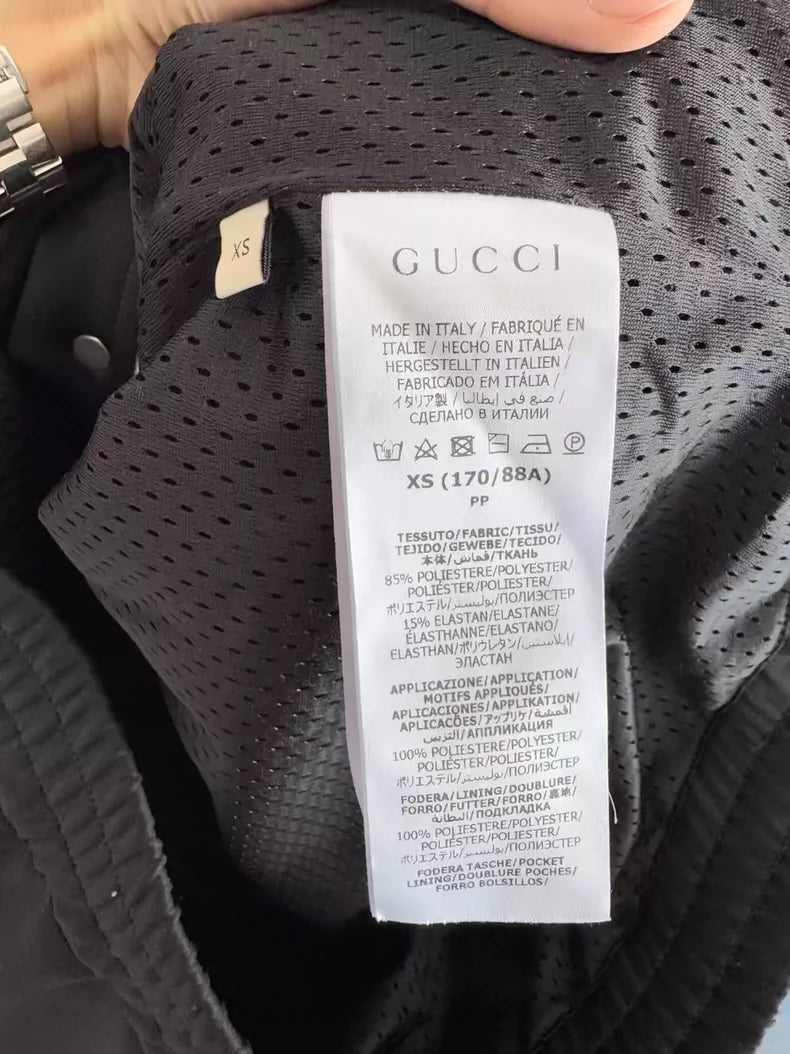 XS
GUCCI
MADE IN ITALY / FABRIQUÉ EN
ITALIE / HECHO EN ITALIA /
HERGESTELLT IN ITALIEN /
FABRICADO EM ITÁLIA /
イタリア製 / صنع في إيطاليا /
СДЕЛАНО В ИТАЛИИ
P
XS (170/88A)
PP
TESSUTO/FABRIC/TISSU/
TEJIDO/GEWEBE/TECIDO/
本体/قماش/ТКАНЬ
85% POLIESTERE/POLYESTER/
POLIÉSTER/POLIESTER/
ポリエステル/بوليستر/ПОЛИЭСТЕР
15% ELASTAN/ELASTANE/
ÉLASTHANNE/ELASTANO/
ELASTHAN/ポリウレタン/إيلاستين/
ЭЛАСТАН
APPLICAZIONE/APPLICATION/
MOTIFS APPLIQUÉS/
APLICACIONES/APPLIKATION/
APLICAÇÕES/アップリケ/أقمشة
التزيين/АППЛИКАЦИЯ
100% POLIESTERE/POLYESTER/
POLIÉSTER/POLIESTER/
ポリエステル/بوليستر/ПОЛИЭСТЕР
FODERA/LINING/DOUBLURE/
FORRO/FUTTER/FORRO/裏地/
البطانة/ПОДКЛАДКА
100% POLIESTERE/POLYESTER/
POLIÉSTER/POLIESTER/
ポリエステル/بوليستر/ПОЛИЭСТЕР
FODERA TASCHE/POCKET
LINING/DOUBLURE POCHES/
FORRO BOLSILLOS/